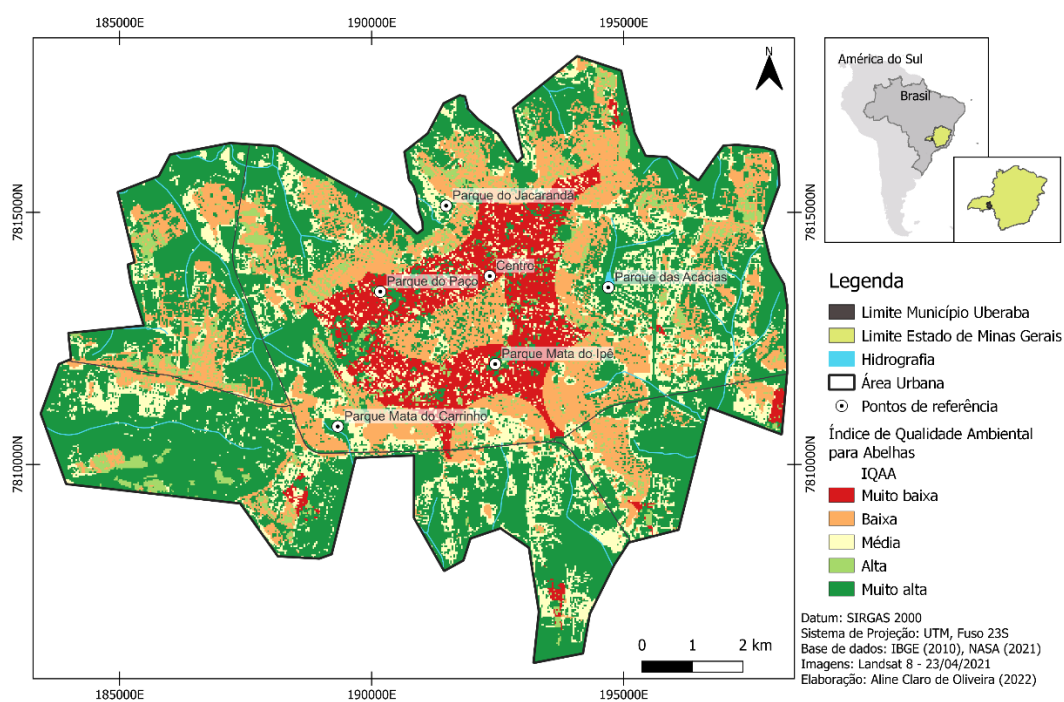 185000E
190000E
195000E
N
7815000N
7815000N
7810000N
7810000N
Parque do Jacarandá
Centro
Parque do Paço
Parque das Acácias
Parque Mata do Ipê
Parque Mata do Carrinho
0 1 2 km
185000E
190000E
195000E
América do Sul
Brasil
Legenda
Limite Município Uberaba
Limite Estado de Minas Gerais
Hidrografia
Área Urbana
Pontos de referência
Índice de Qualidade Ambiental
para Abelhas
IQAA
Muito baixa
Baixa
Média
Alta
Muito alta
Datum: SIRGAS 2000
Sistema de Projeção: UTM, Fuso 23S
Base de dados: IBGE (2010), NASA (2021)
Imagens: Landsat 8 - 23/04/2021
Elaboração: Aline Claro de Oliveira (2022)